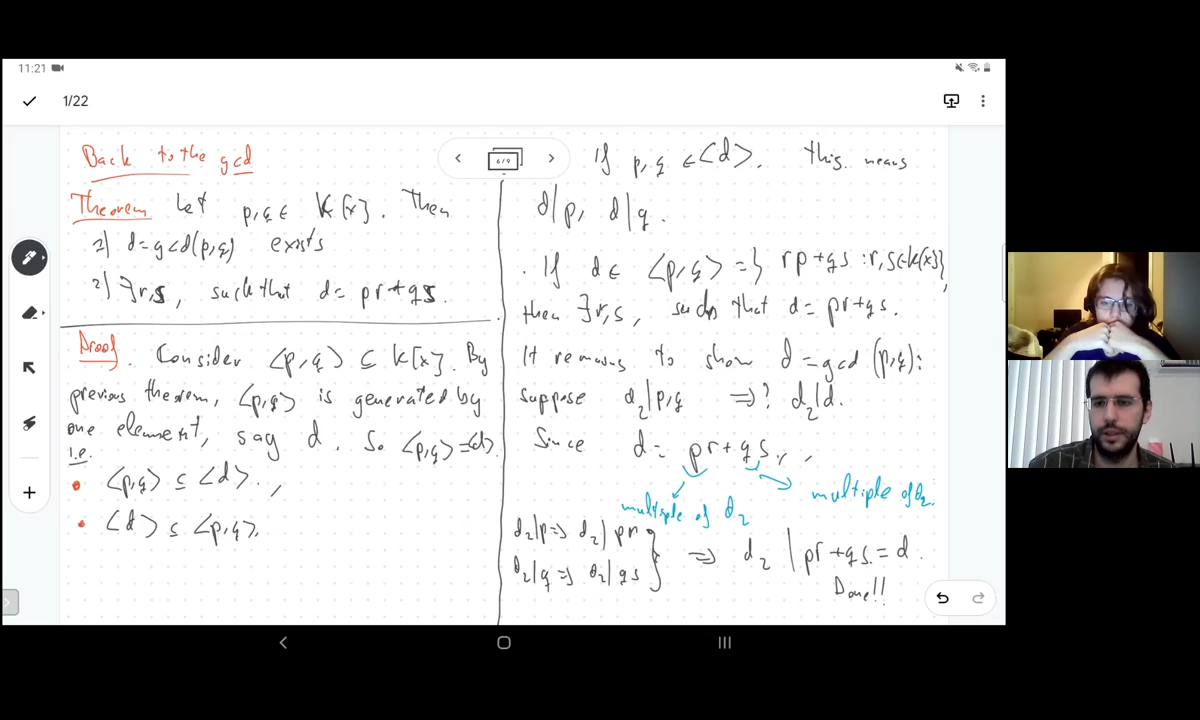 11:21
1/22
6/9
Back to the gcd
Theorem Let p,q ∈ K[x]. Then
1) d=gcd(p,q) exists
2) ∃r,s, such that d= pr+qs.
Proof. Consider <p,q> ⊆ K[x]. By
previous theorem, <p,q> is generated by
one element, say d. So <p,q>=<d>.
i.e.
• <p,q> ⊆ <d>.,
• <d> ⊆ <p,q>.
If p,q ∈ <d>. This means
d|p, d|q.
. If d ∈ <p,q> = { rp+qs : r,s∈K[x]},
then ∃r,s, such that d= pr+qs.
It remains to show d=gcd (p,q):
suppose d₂|p,q =>? d₂|d.
Since d= pr+qs.,,
multiple of d₂
multiple of d₂.
d₂|p => d₂| pr
d₂|q => d₂| qs } => d₂ | pr+qs.=d.
Done!!